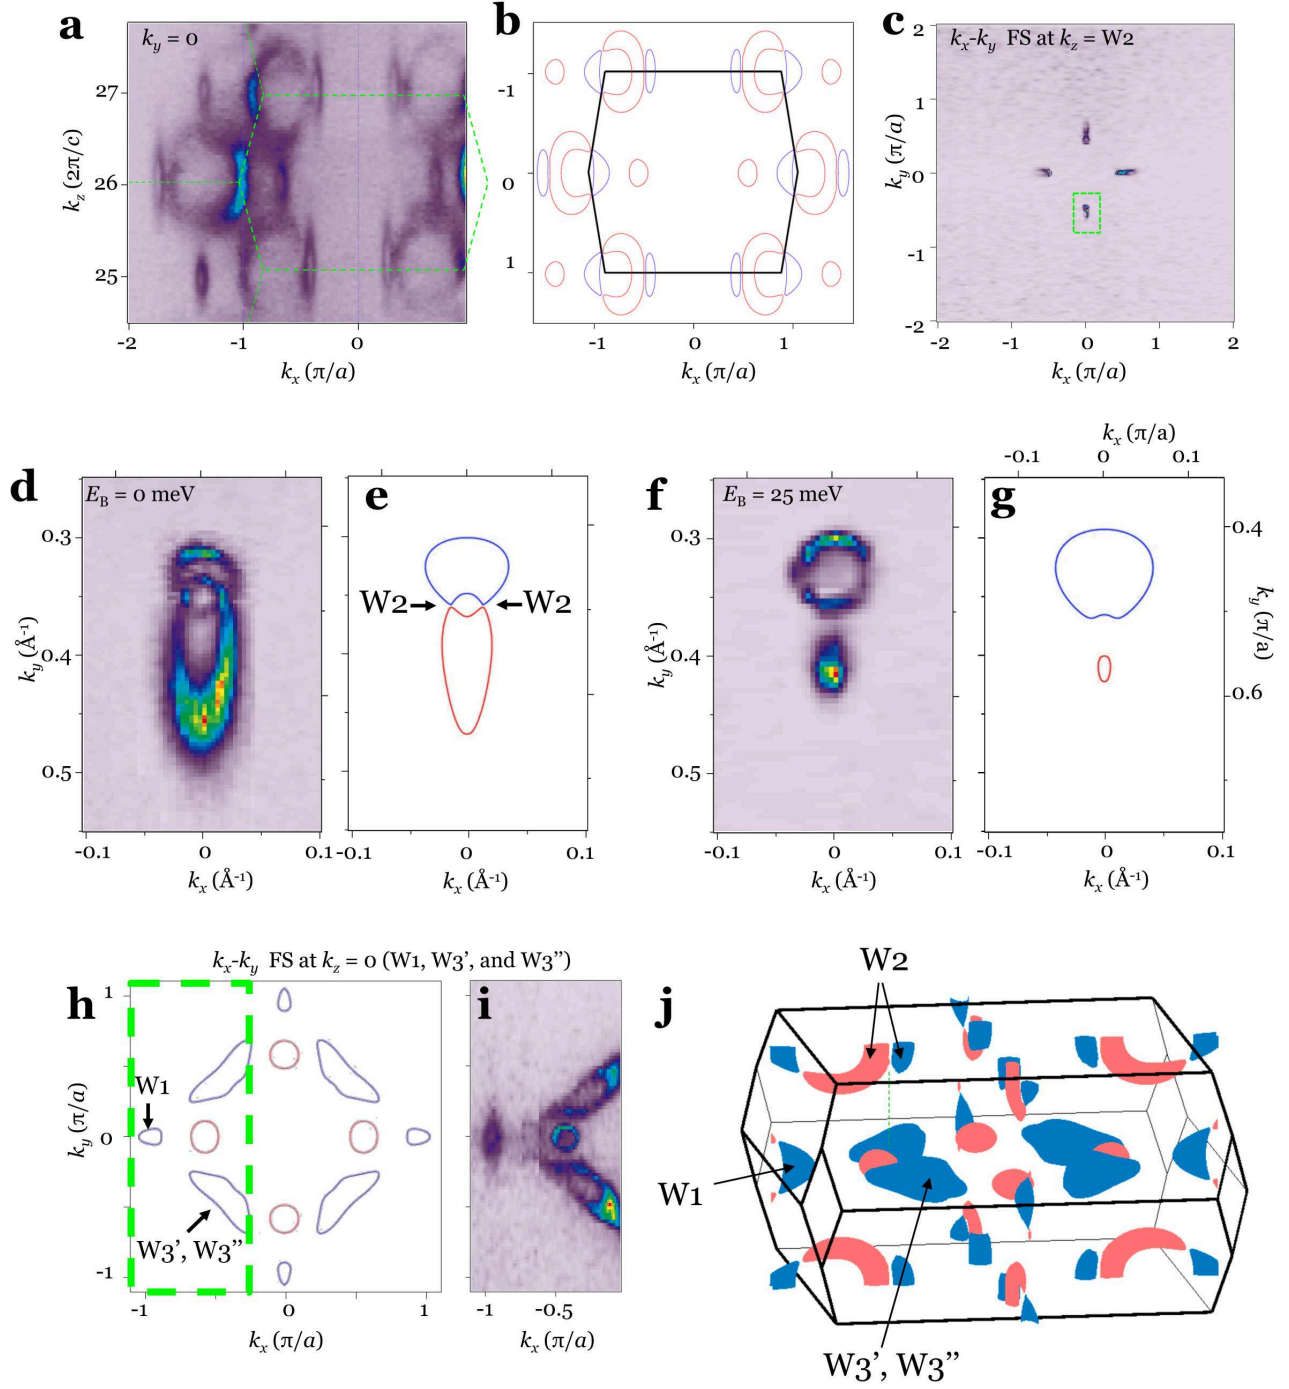 a
k_y = 0
27
26
25
k_z (2π/c)
-2
-1
0
k_x (π/a)
b
-1
0
1
-1
0
1
k_x (π/a)
c
k_x-k_y FS at k_z = W2
2
1
0
-1
-2
k_y (π/a)
-2
-1
0
1
2
k_x (π/a)
d
E_B = 0 meV
0.3
0.4
0.5
k_y (Å⁻¹)
-0.1
0
0.1
k_x (Å⁻¹)
e
W2
W2
-0.1
0
0.1
k_x (Å⁻¹)
f
E_B = 25 meV
0.3
0.4
0.5
k_y (Å⁻¹)
-0.1
0
0.1
k_x (Å⁻¹)
k_x (π/a)
-0.1
0
0.1
g
0.4
0.6
k_y (π/a)
-0.1
0
0.1
k_x (Å⁻¹)
k_x-k_y FS at k_z = 0 (W1, W3’, and W3’’)
h
1
0
-1
k_y (π/a)
W1
W3’, W3’’
-1
0
1
k_x (π/a)
i
-1
-0.5
k_x (π/a)
j
W2
W1
W3’, W3’’